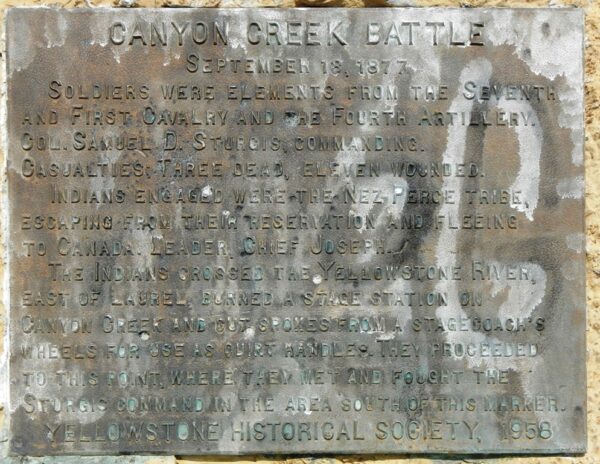 CANYON CREEK BATTLE
SEPTEMBER 13, 1877
SOLDIERS WERE ELEMENTS FROM THE SEVENTH
AND FIRST CAVALRY AND THE FOURTH ARTILLERY.
COL. SAMUEL D. STURGIS, COMMANDING.
CASUALTIES: THREE DEAD, ELEVEN WOUNDED.
INDIANS ENGAGED WERE THE NEZ PERCE TRIBE,
ESCAPING FROM THEIR RESERVATION AND FLEEING
TO CANADA. LEADER, CHIEF JOSEPH.
THE INDIANS CROSSED THE YELLOWSTONE RIVER,
EAST OF LAUREL, BURNED A STAGE STATION ON
CANYON CREEK AND CUT SPOKES FROM A STAGECOACH'S
WHEELS FOR USE AS QUIRT HANDLES. THEY PROCEEDED
TO THIS POINT, WHERE THEY MET AND FOUGHT THE
STURGIS COMMAND IN THE AREA SOUTH OF THIS MARKER.
YELLOWSTONE HISTORICAL SOCIETY, 1958